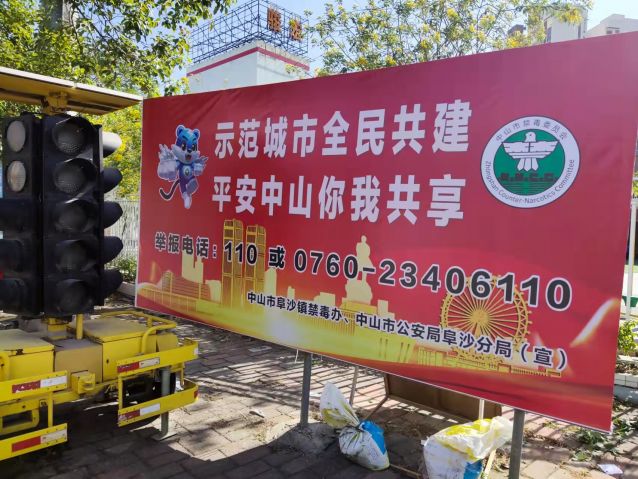 示范城市全民共建
平安中山你我共享
举报电话：110 或 0760-23406110
中山市阜沙镇禁毒办、中山市公安局阜沙分局（宣）
中山市禁毒委员会
Zhongshan Counter-Narcotics Committee